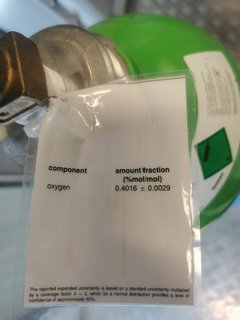 component amount fraction
(%mol/mol)
oxygen 0.4016 ± 0.0029
The reported expanded uncertainty is based on a standard uncertainty multiplied
by a coverage factor k = 2, which for a normal distribution provides a level of
confidence of approximately 95%.